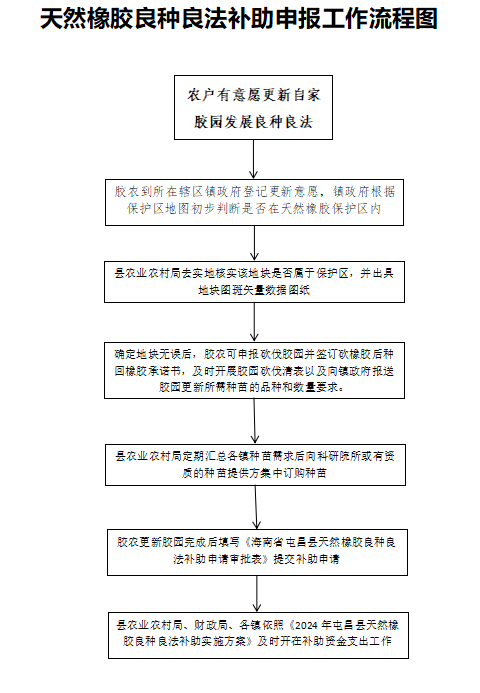 天然橡胶良种良法补助申报工作流程图
农户有意愿更新自家
胶园发展良种良法
胶农到所在辖区镇政府登记更新意愿，镇政府根据
保护区地图初步判断是否在天然橡胶保护区内
县农业农村局去实地核实该地块是否属于保护区，并出具
地块图斑矢量数据图纸
确定地块无误后，胶农可申报砍伐胶园并签订砍橡胶后种
回橡胶承诺书，及时开展胶园砍伐清表以及向镇政府报送
胶园更新所需种苗的品种和数量要求。
县农业农村局定期汇总各镇种苗需求后向科研院所或有资
质的种苗提供方集中订购种苗
胶农更新胶园完成后填写《海南省屯昌县天然橡胶良种良
法补助申请审批表》提交补助申请
县农业农村局、财政局、各镇依照《2024年屯昌县天然橡
胶良种良法补助实施方案》及时开在补助资金支出工作